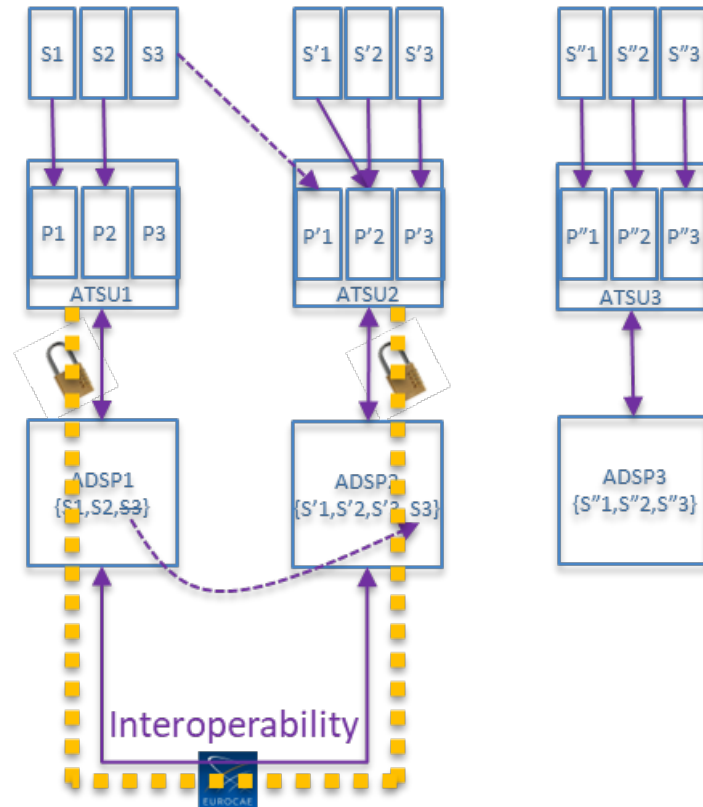 S1 S2 S3 S'1 S'2 S'3 S"1 S"2 S"3
P1 P2 P3 P'1 P'2 P'3 P"1 P"2 P"3
ATSU1 ATSU2 ATSU3
ADSP1 ADSP2 ADSP3
{S1,S2,S3} {S'1,S'2,S'3,S3} {S"1,S"2,S"3}
Interoperability
EUROCAE